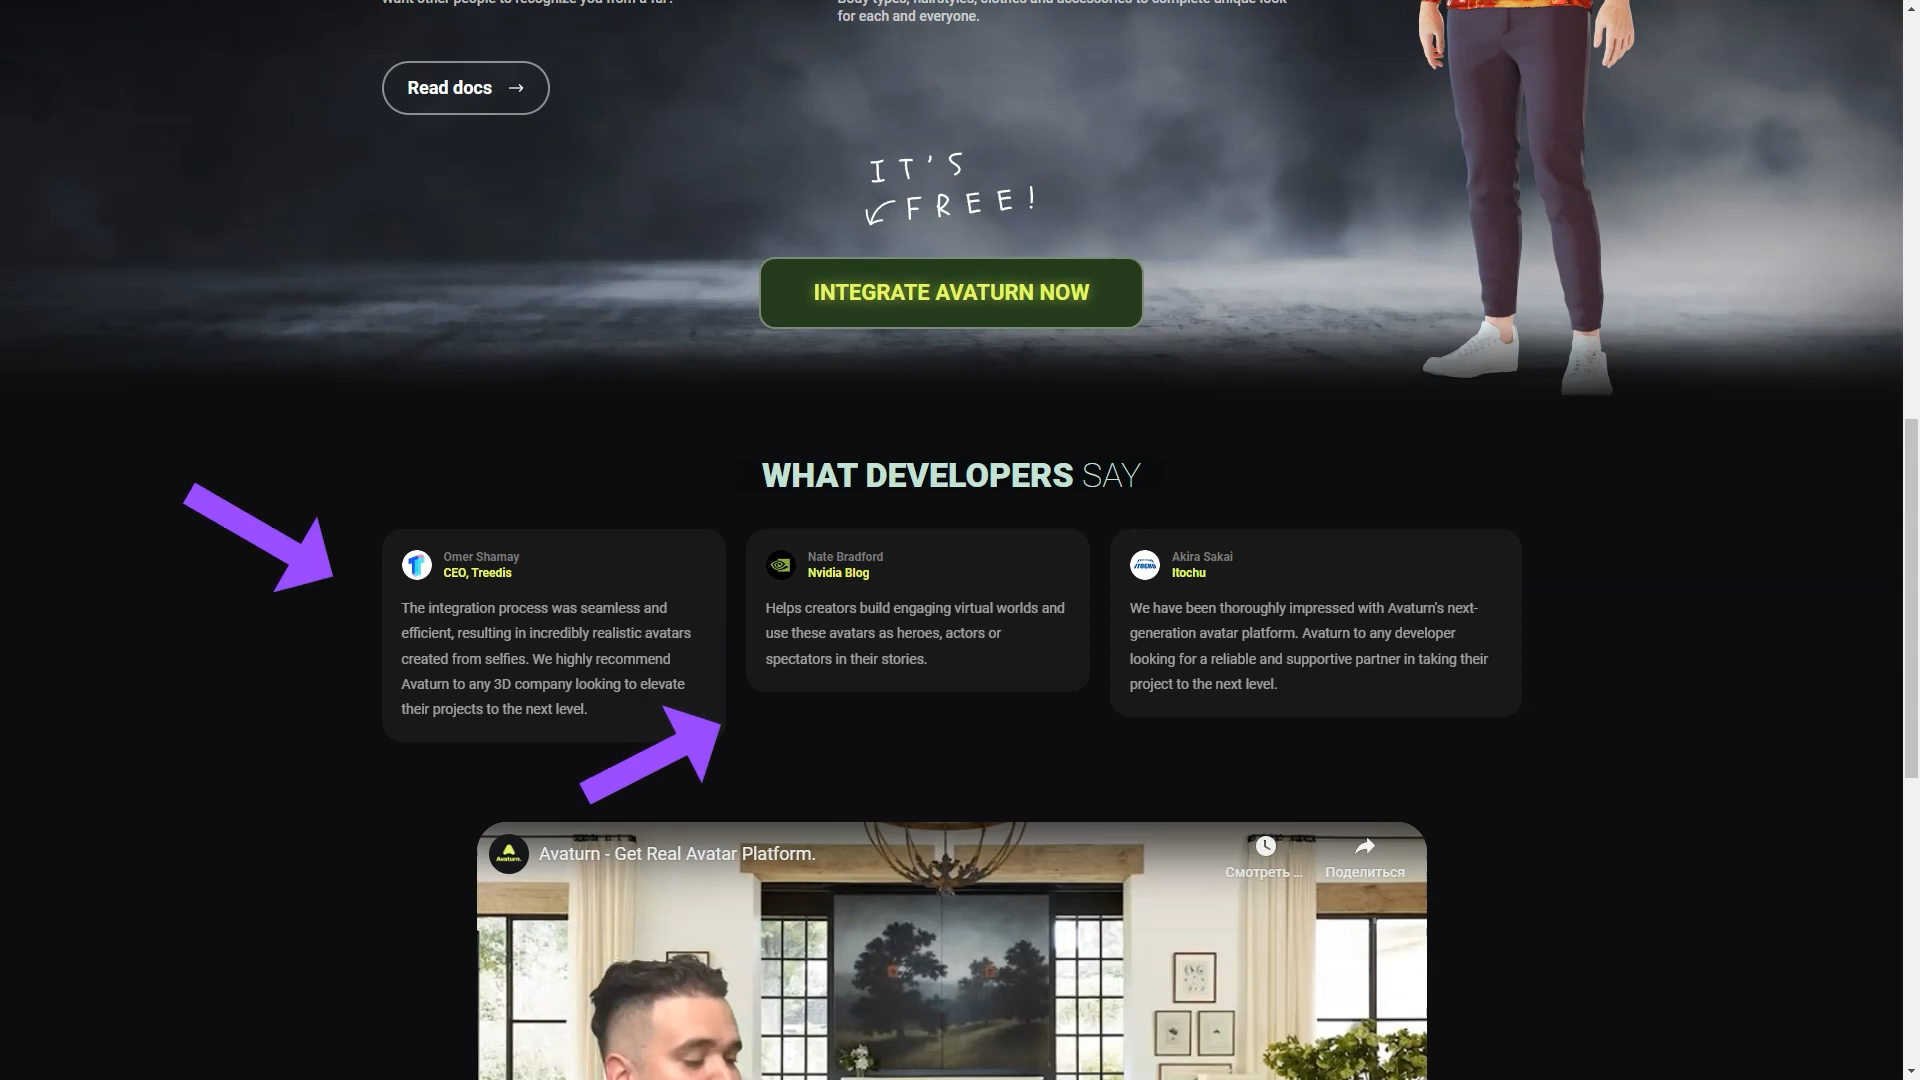 Want other people to recognize you from a far?
Body types, hairstyles, clothes and accessories to complete unique look
for each and everyone.
Read docs
IT'S
FREE!
INTEGRATE AVATURN NOW
WHAT DEVELOPERS SAY
Omer Shamay
CEO, Treedis
The integration process was seamless and
efficient, resulting in incredibly realistic avatars
created from selfies. We highly recommend
Avaturn to any 3D company looking to elevate
their projects to the next level.
Nate Bradford
Nvidia Blog
Helps creators build engaging virtual worlds and
use these avatars as heroes, actors or
spectators in their stories.
ITOCHU
Akira Sakai
Itochu
We have been thoroughly impressed with Avaturn's next-
generation avatar platform. Avaturn to any developer
looking for a reliable and supportive partner in taking their
project to the next level.
Avaturn.
Avaturn - Get Real Avatar Platform.
Смотреть ...
Поделиться